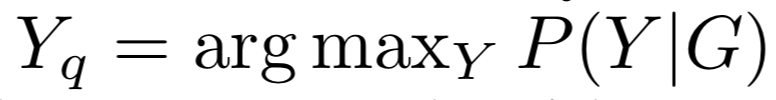 Y_q = arg max_Y P(Y|G)